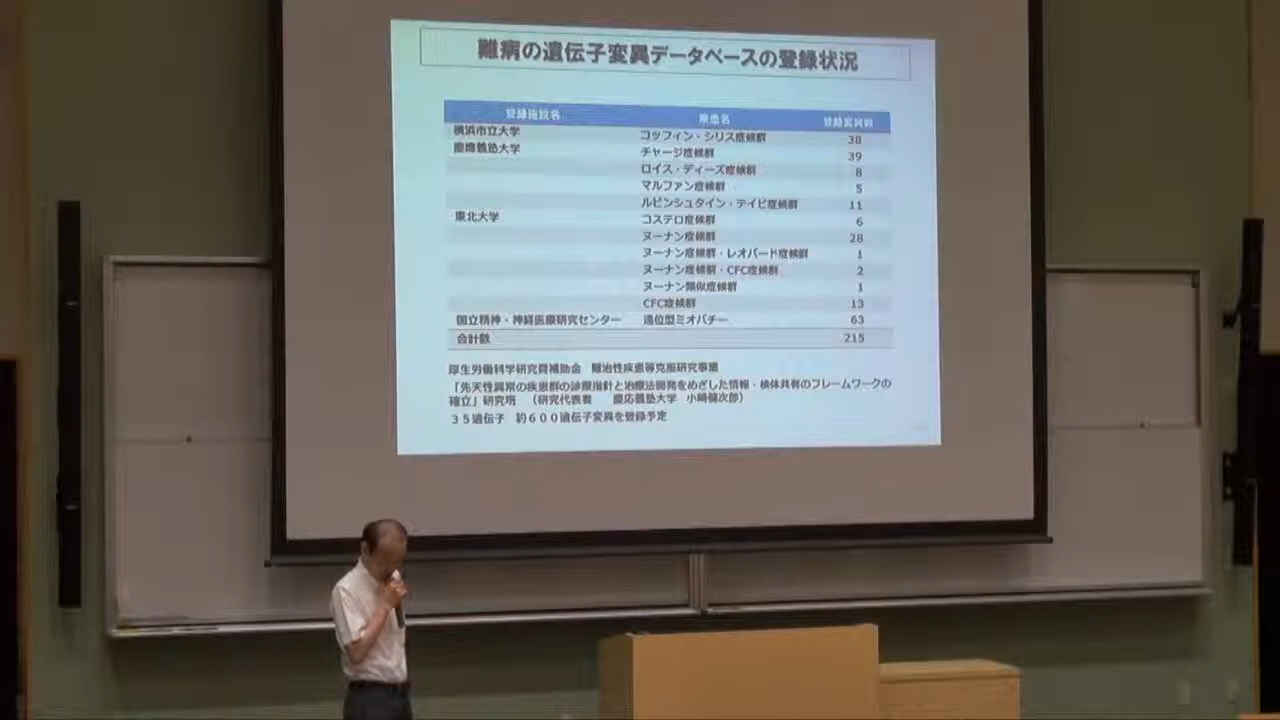 難病の遺伝子変異データベースの登録状況
登録施設名 疾患名 登録変異数
横浜市立大学 コッフィン・シリス症候群 38
慶應義塾大学 チャージ症候群 39
ロイス・ディーズ症候群 8
マルファン症候群 5
ルビンシュタイン・テイビ症候群 11
東北大学 コステロ症候群 6
ヌーナン症候群 28
ヌーナン症候群・レオパード症候群 1
ヌーナン症候群・CFC症候群 2
ヌーナン類似症候群 1
CFC症候群 13
国立精神・神経医療研究センター 遠位型ミオパチー 63
合計数 215
厚生労働科学研究費補助金 難治性疾患等克服研究事業
「先天性異常の疾患群の診療指針と治療法開発をめざした情報・検体共有のフレームワークの
確立」研究班 （研究代表者 慶応義塾大学 小崎健次郎）
３５遺伝子 約６００遺伝子変異を登録予定